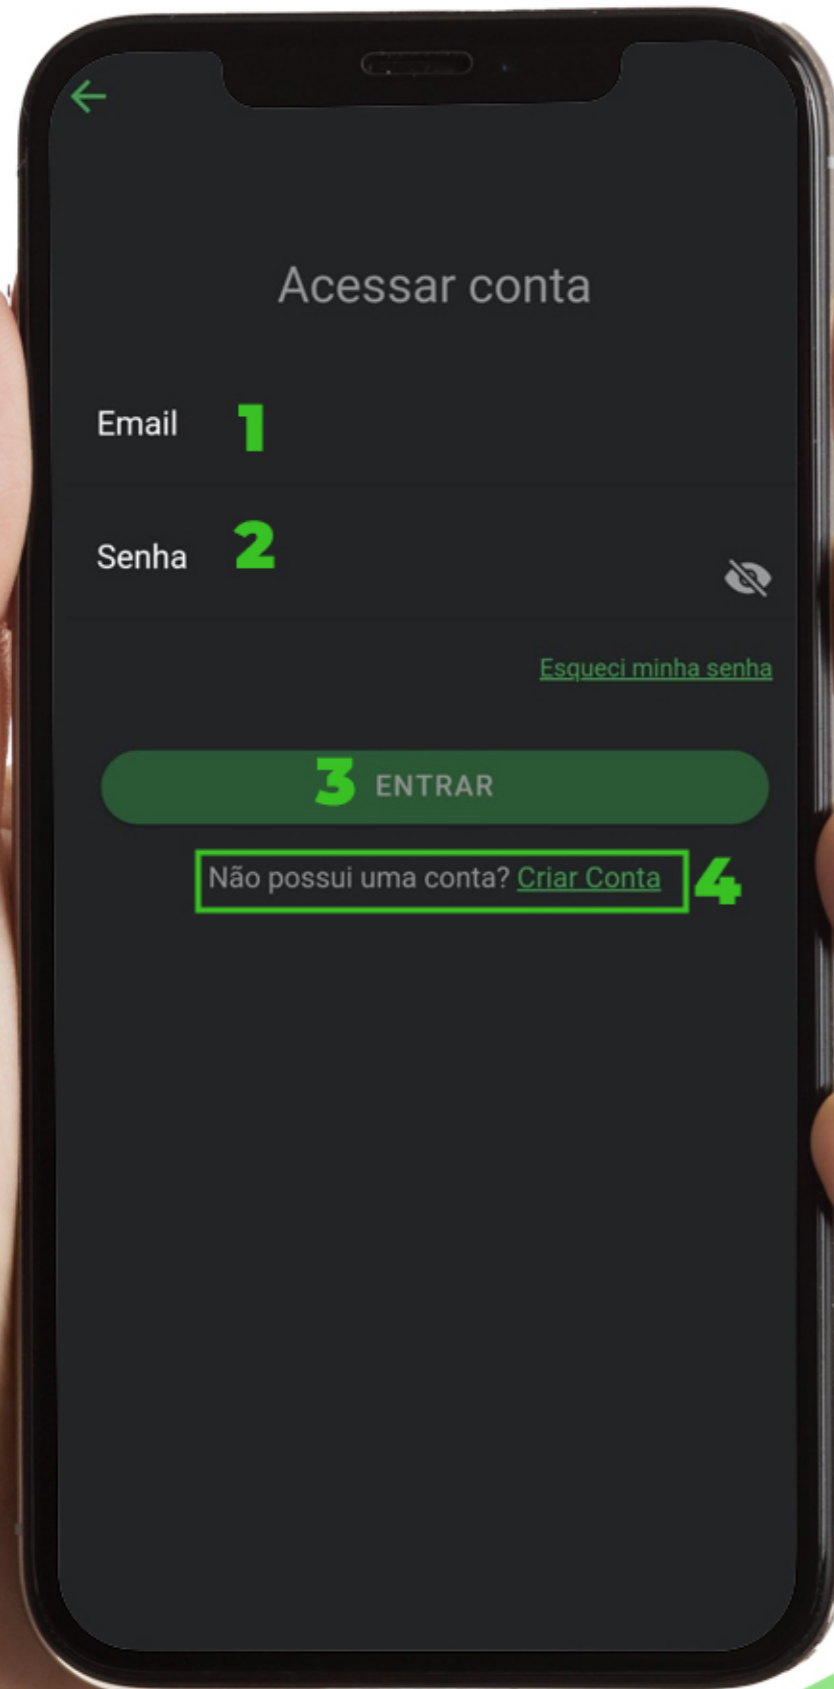 Acessar conta
Email 1
Senha 2
Esqueci minha senha
3 ENTRAR
Não possui uma conta? Criar Conta 4